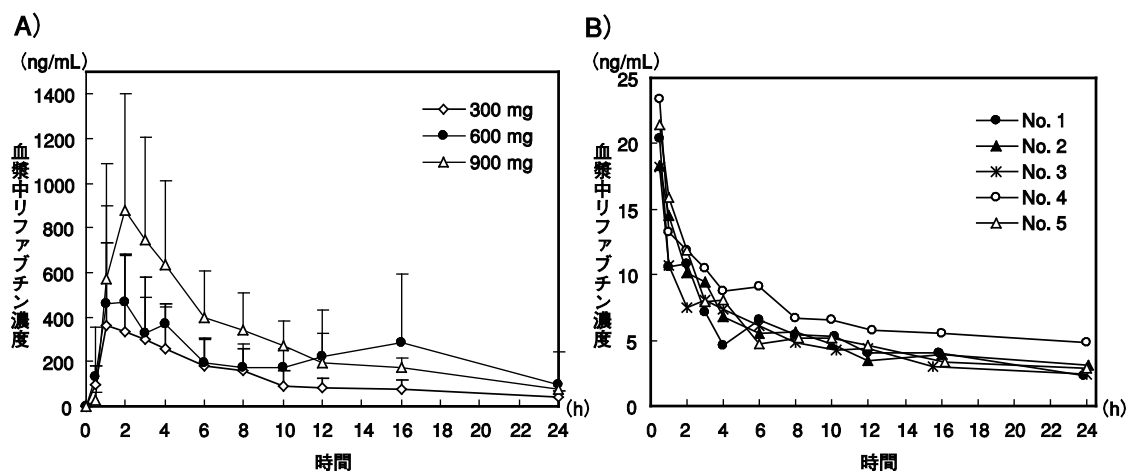 A)
(ng/mL)
1400
1200
1000
800
600
400
200
0
血漿中リファブチン濃度
300 mg
600 mg
900 mg
0 2 4 6 8 10 12 14 16 18 20 22 24 (h)
時間
B)
(ng/mL)
25
20
15
10
5
0
血漿中リファブチン濃度
No. 1
No. 2
No. 3
No. 4
No. 5
0 2 4 6 8 10 12 14 16 18 20 22 24
(h)
時間